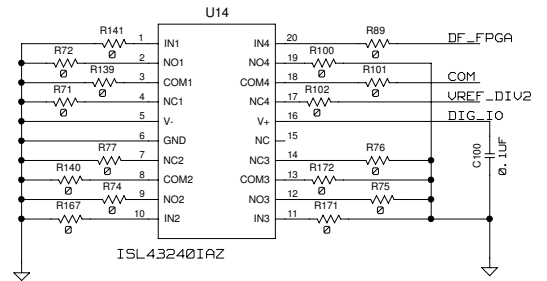 U14
R141 1 IN1 IN4 20 R89 DF_FPGA
0 0
R72 2 NO1 NO4 19 R100
0 0
R139 3 COM1 COM4 18 R101 COM
0 0
R71 4 NC1 NC4 17 R102 VREF_DIV2
0 0
5 V- V+ 16 DIG_IO
6 GND NC 15
R77 7 NC2 NC3 14 R76
0 0
R140 8 COM2 COM3 13 R172
0 0
R74 9 NO2 NO3 12 R75
0 0
R167 10 IN2 IN3 11 R171
0 0
C100
0.1UF
ISL43240IAZ